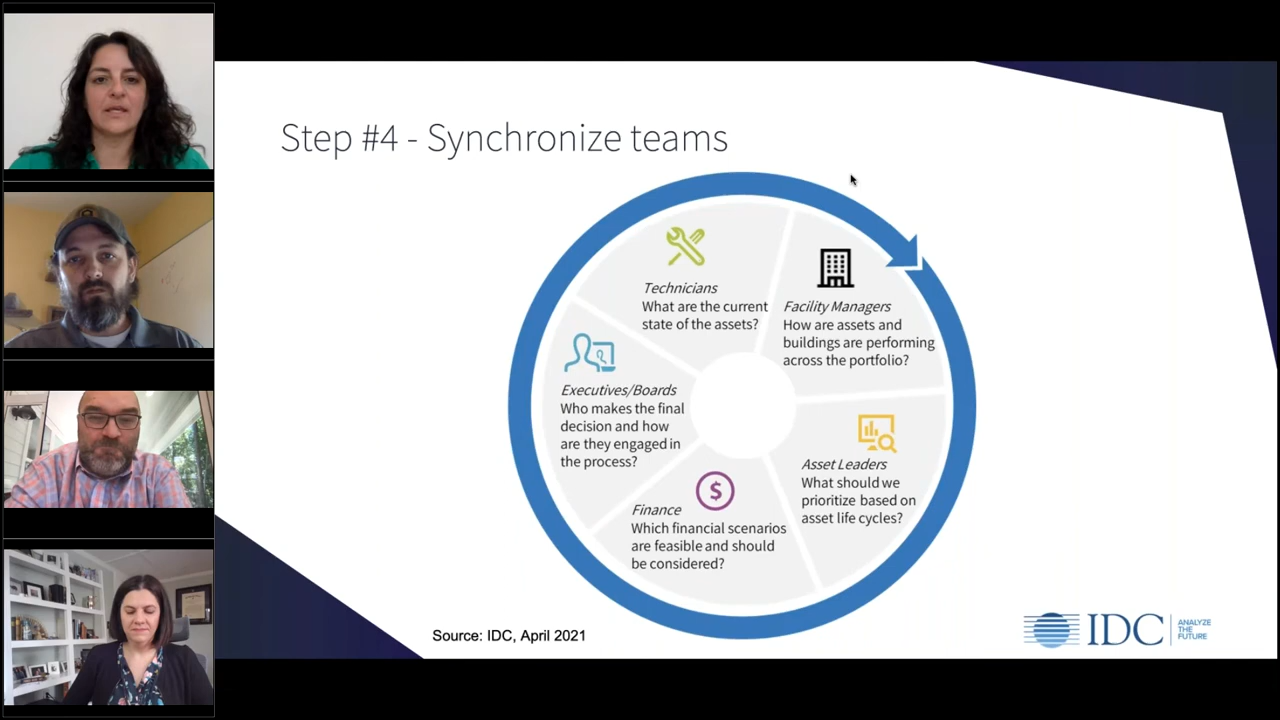 Step #4 - Synchronize teams
Technicians
What are the current
state of the assets?
Facility Managers
How are assets and
buildings are performing
across the portfolio?
Executives/Boards
Who makes the final
decision and how
are they engaged in
the process?
Asset Leaders
What should we
prioritize based on
asset life cycles?
$
Finance
Which financial scenarios
are feasible and should
be considered?
Source: IDC, April 2021
IDC
ANALYZE
THE
FUTURE